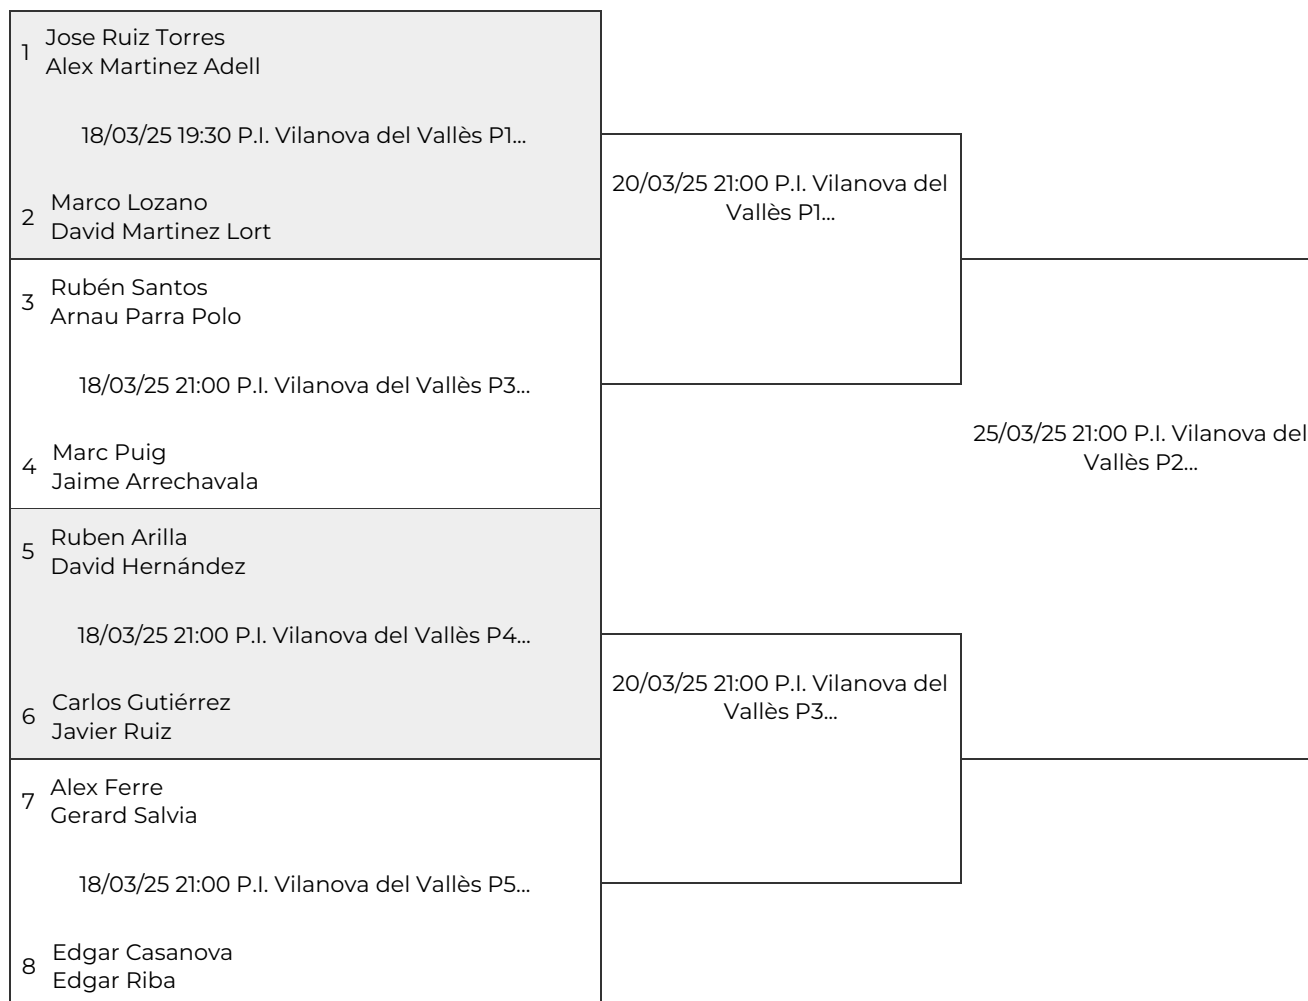 1
Jose Ruiz Torres
Alex Martinez Adell
18/03/25 19:30 P.I. Vilanova del Vallès P1...
2
Marco Lozano
David Martinez Lort
20/03/25 21:00 P.I. Vilanova del
Vallès P1...
3
Rubén Santos
Arnau Parra Polo
18/03/25 21:00 P.I. Vilanova del Vallès P3...
4
Marc Puig
Jaime Arrechavala
25/03/25 21:00 P.I. Vilanova del
Vallès P2...
5
Ruben Arilla
David Hernández
18/03/25 21:00 P.I. Vilanova del Vallès P4...
6
Carlos Gutiérrez
Javier Ruiz
20/03/25 21:00 P.I. Vilanova del
Vallès P3...
7
Alex Ferre
Gerard Salvia
18/03/25 21:00 P.I. Vilanova del Vallès P5...
8
Edgar Casanova
Edgar Riba